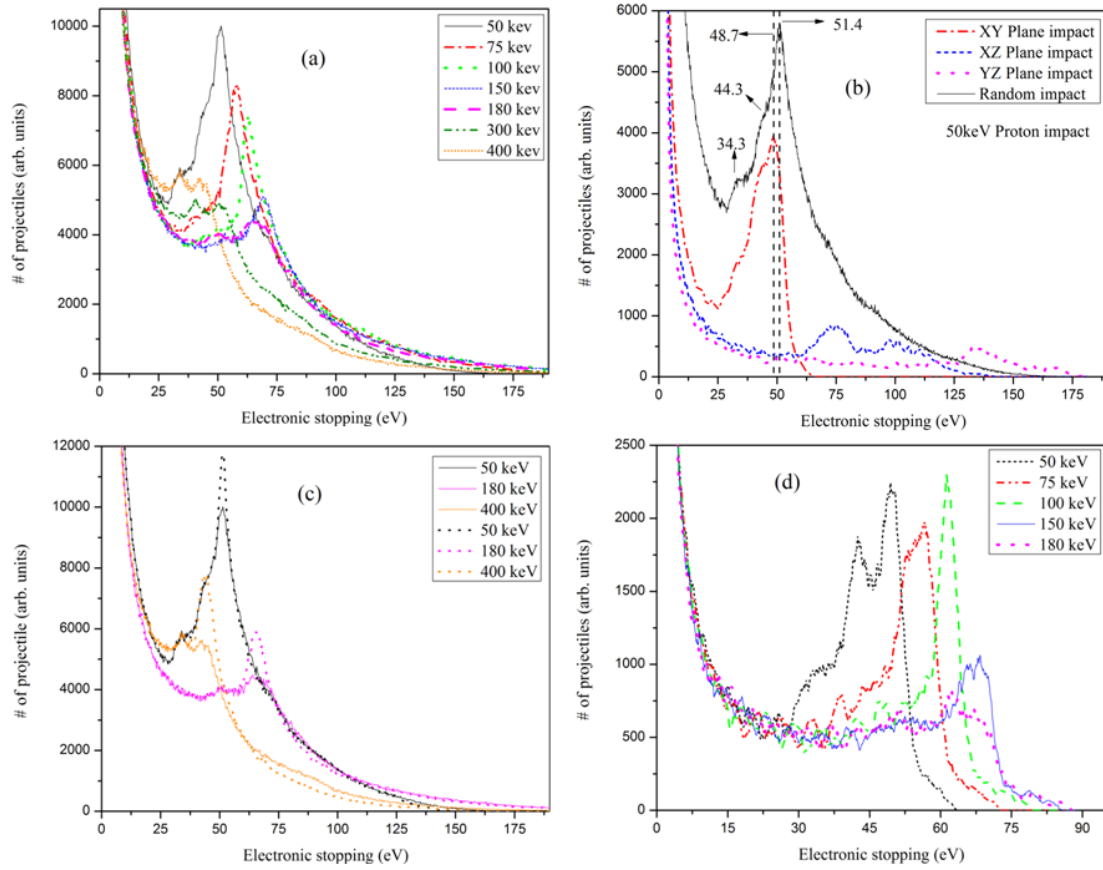 (a)
50 kev
75 kev
100 kev
150 kev
180 kev
300 kev
400 kev
# of projectiles (arb. units)
10000
8000
6000
4000
2000
0
0 25 50 75 100 125 150 175
Electronic stopping (eV)
(b)
XY Plane impact
XZ Plane impact
YZ Plane impact
Random impact
50keV Proton impact
51.4
48.7
44.3
34.3
# of projectiles (arb. units)
6000
5000
4000
3000
2000
1000
0
0 25 50 75 100 125 150 175
Electronic stopping (eV)
(c)
50 keV
180 keV
400 keV
50 keV
180 keV
400 keV
# of projectile (arb. units)
12000
10000
8000
6000
4000
2000
0
0 25 50 75 100 125 150 175
Electronic stopping (eV)
(d)
50 keV
75 keV
100 keV
150 keV
180 keV
# of projectiles (arb. units)
2500
2000
1500
1000
500
0
0 15 30 45 60 75 90
Electronic stopping (eV)